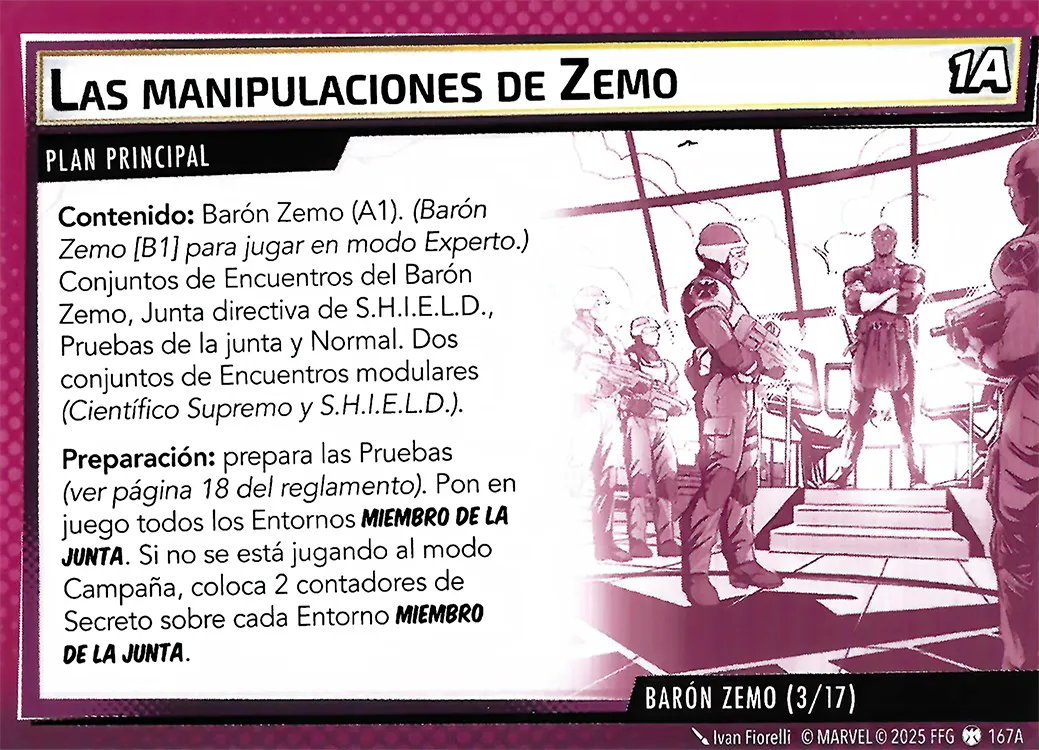 Las manipulaciones de Zemo
1A
PLAN PRINCIPAL
Contenido: Barón Zemo (A1). (Barón
Zemo [B1] para jugar en modo Experto.)
Conjuntos de Encuentros del Barón
Zemo, Junta directiva de S.H.I.E.L.D.,
Pruebas de la junta y Normal. Dos
conjuntos de Encuentros modulares
(Científico Supremo y S.H.I.E.L.D.).
Preparación: prepara las Pruebas
(ver página 18 del reglamento). Pon en
juego todos los Entornos MIEMBRO DE LA
JUNTA. Si no se está jugando al modo
Campaña, coloca 2 contadores de
Secreto sobre cada Entorno MIEMBRO
DE LA JUNTA.
BARÓN ZEMO (3/17)
Ivan Fiorelli © MARVEL © 2025 FFG 167A